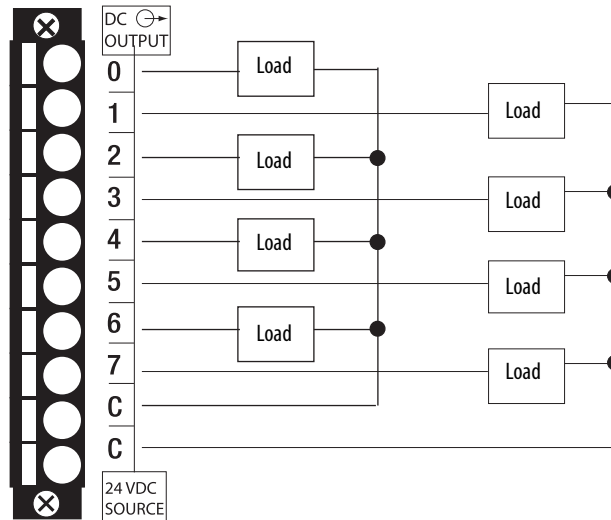 DC
OUTPUT
0 Load
1 Load
2 Load
3 Load
4 Load
5 Load
6 Load
7 Load
C
C
24 VDC
SOURCE